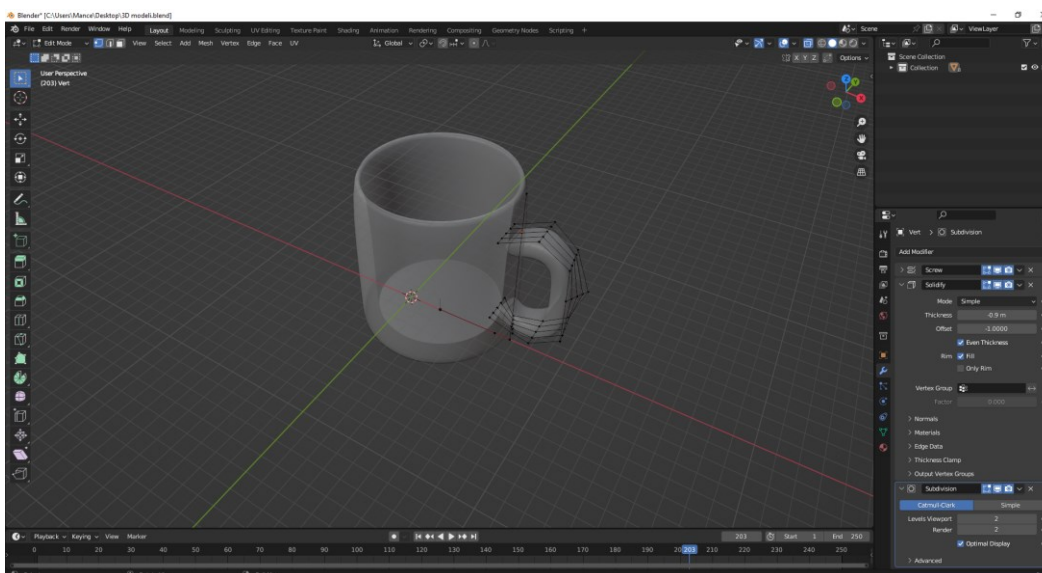 Blender* [C:\Users\Manca\Desktop\3D modeli.blend]
File Edit Render Window Help Layout Modeling Sculpting UV Editing Texture Paint Shading Animation Rendering Compositing Geometry Nodes Scripting + Scene ViewLayer
Edit Mode View Select Add Mesh Vertex Edge Face UV Global
X Y Z Options
User Perspective
(203) Vert
Z
Y
X
Scene Collection
Collection
Vert > Subdivision
Add Modifier
Screw
Solidify
Mode Simple
Thickness -0.9 m
Offset -1.0000
Even Thickness
Rim Fill
Only Rim
Vertex Group
Factor 0.000
Normals
Materials
Edge Data
Thickness Clamp
Output Vertex Groups
Subdivision
Catmull-Clark Simple
Levels Viewport 2
Render 2
Optimal Display
Advanced
Playback Keying View Marker 203 Start 1 End 250
0 10 20 30 40 50 60 70 80 90 100 110 120 130 140 150 160 170 180 190 203 210 220 230 240 250